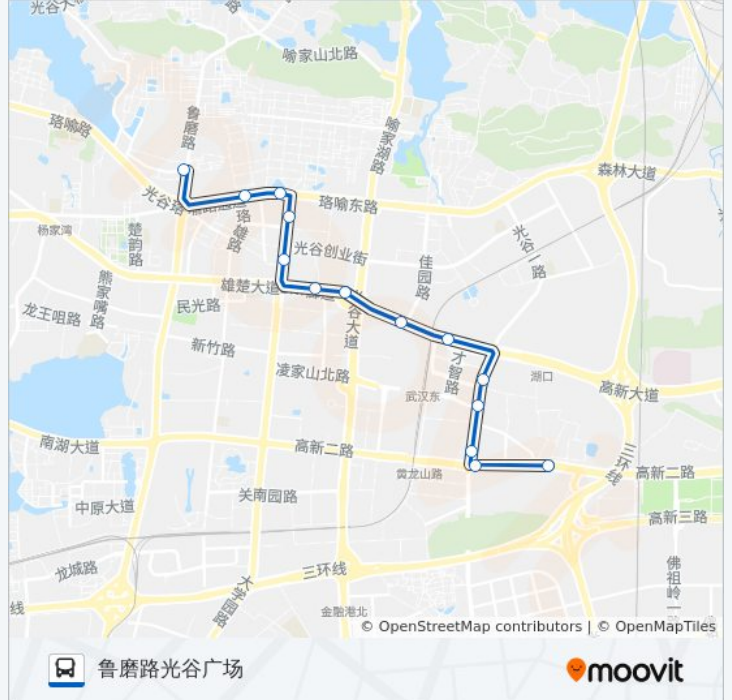 光谷大
喻家山北路
鲁磨路
喻家湖路
珞喻路
森林大道
珞喻东路
珞雄路
楚韵路
杨家湾
光谷创业街
佳园路
光谷一路
熊家嘴路
雄楚大道
谷大道
龙王咀路
民光路
新竹路
凌家山北路
才智路
湖口
武汉东
高新大道
南湖大道
高新二路
黄龙山路
三环线
高新二路
关南园路
中原大道
高新三路
佛祖岭一
龙城路
三环线
大学园路
线
金融港北
© OpenStreetMap contributors | © OpenMapTiles
鲁磨路光谷广场
moovit